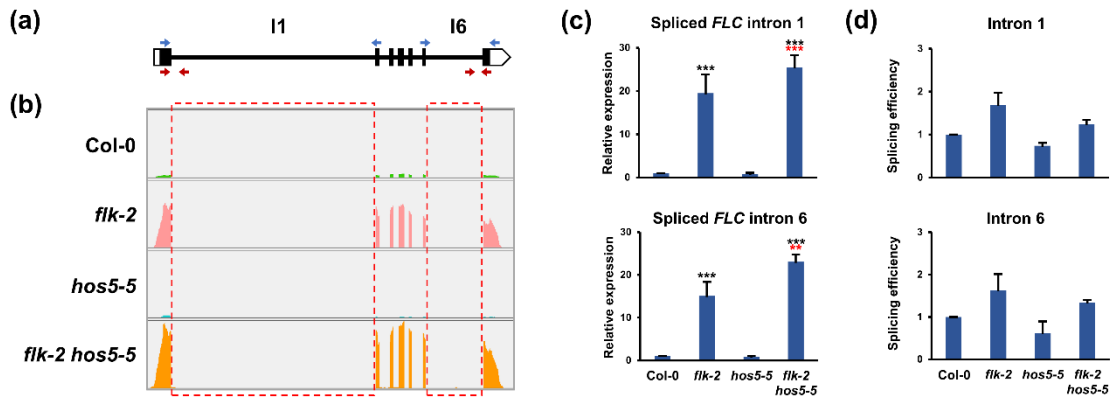 (a)
I1
I6
(b)
Col-0
flk-2
hos5-5
flk-2 hos5-5
(c)
Spliced FLC intron 1
Relative expression
30
20
10
0
***
***
***
Spliced FLC intron 6
Relative expression
30
20
10
0
***
***
**
Col-0
flk-2
hos5-5
flk-2
hos5-5
(d)
Intron 1
Splicing efficiency
3
2
1
0
Intron 6
Splicing efficiency
3
2
1
0
Col-0
flk-2
hos5-5
flk-2
hos5-5